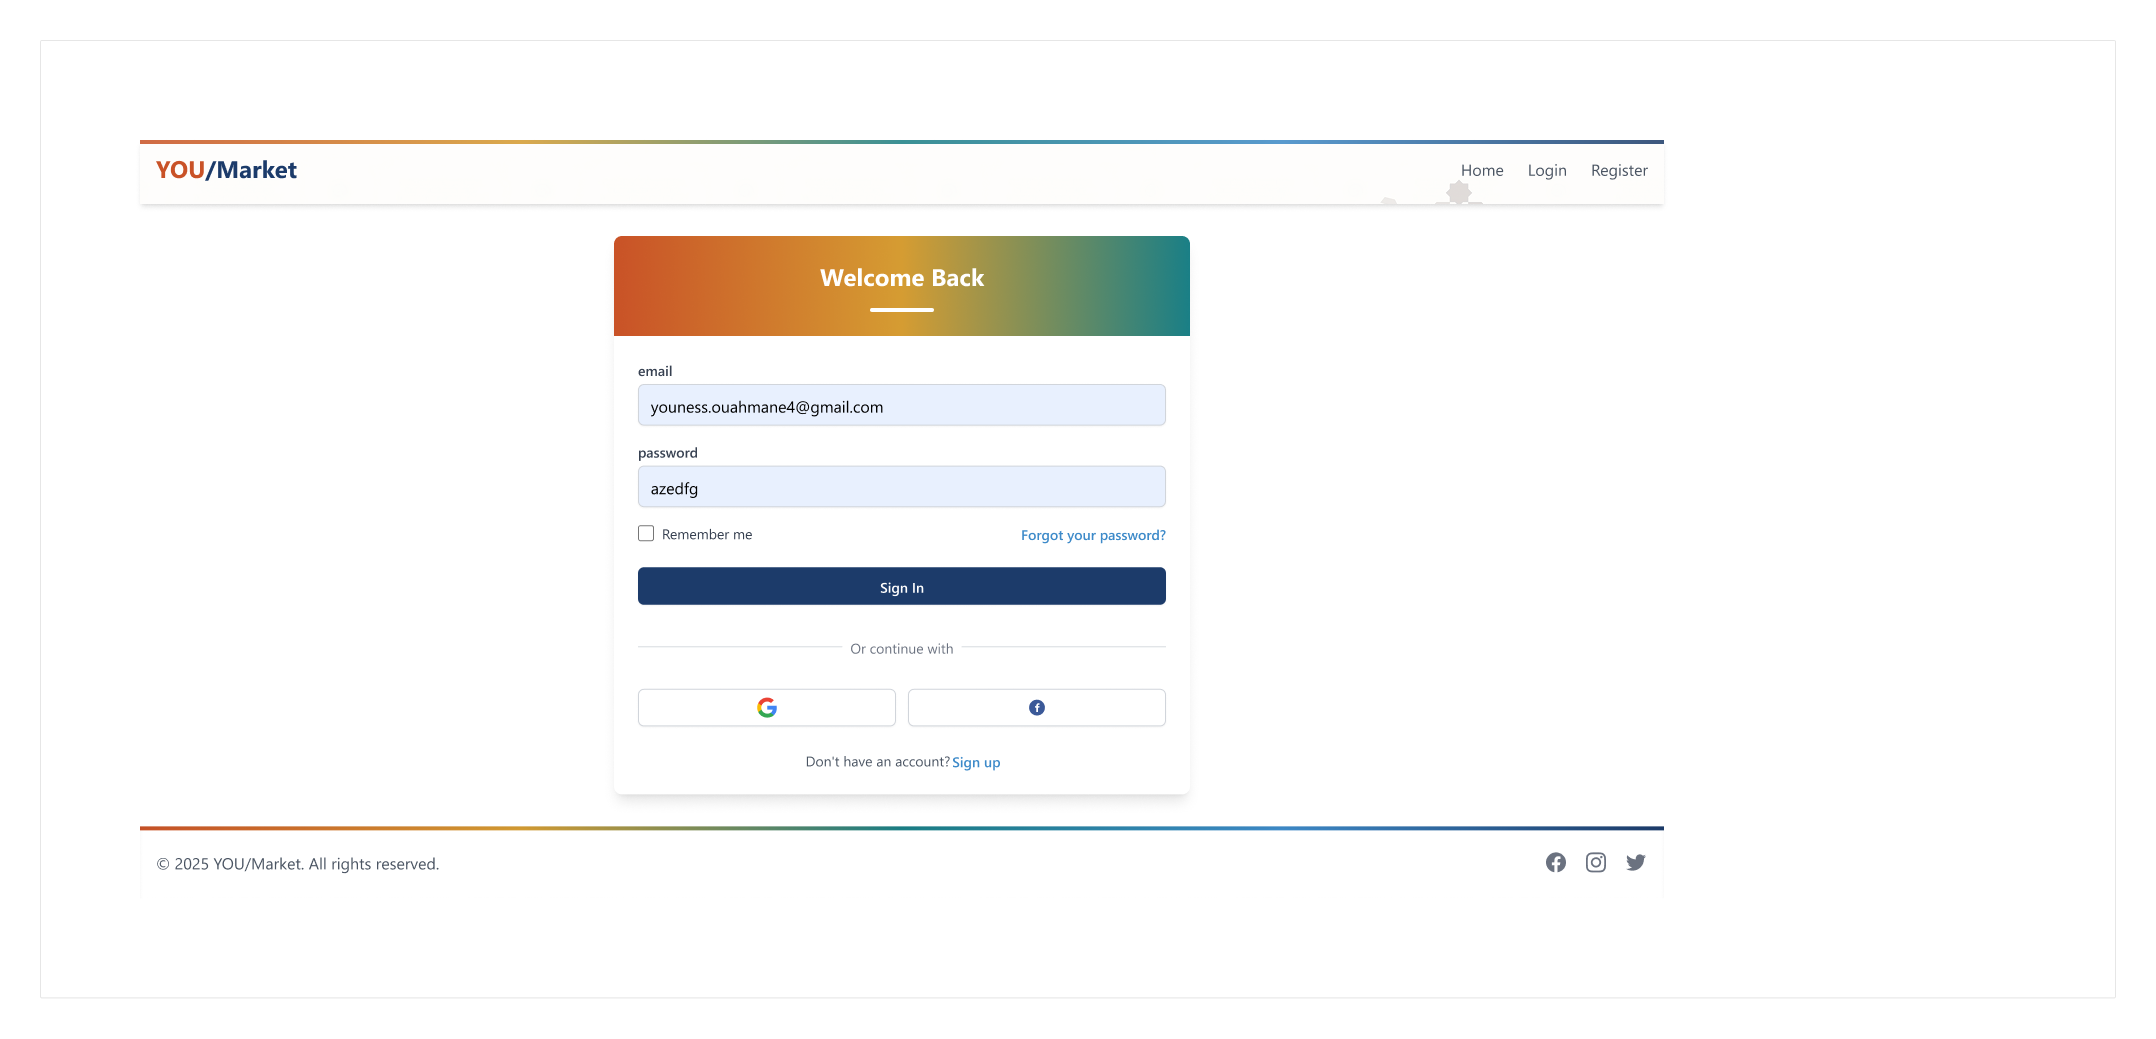 YOU/Market
Home Login Register
Welcome Back
email
youness.ouahmane4@gmail.com
password
azedfg
Remember me Forgot your password?
Sign In
Or continue with
Don't have an account? Sign up
© 2025 YOU/Market. All rights reserved.